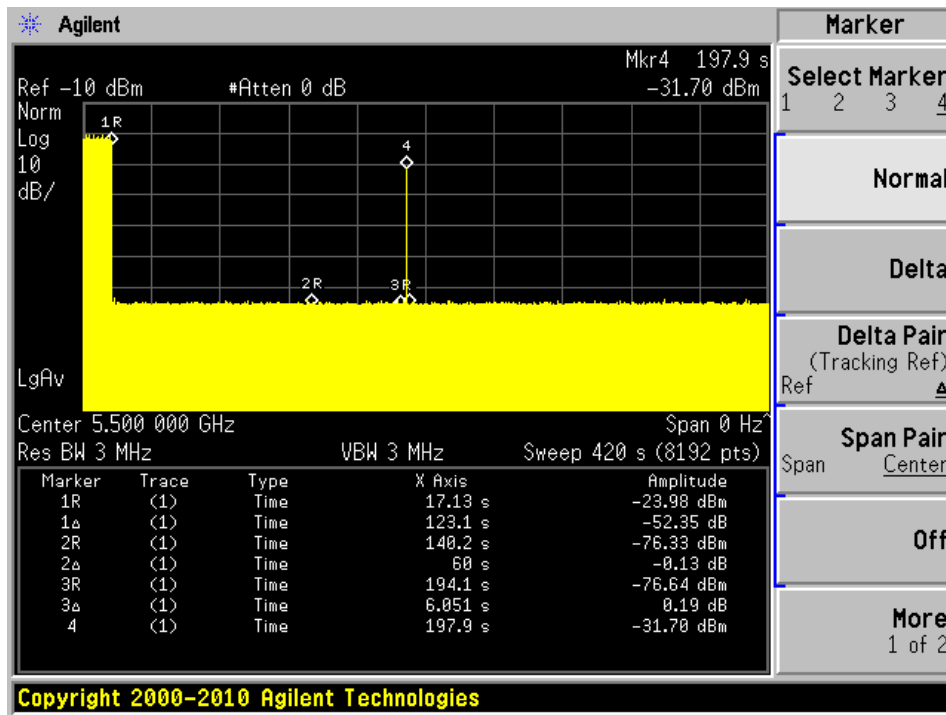 Agilent
Marker
Mkr4 197.9 s
Ref -10 dBm #Atten 0 dB -31.70 dBm
Norm
Log
10
dB/
1R
4
2R
3R
LgAv
Center 5.500 000 GHz Span 0 Hz^
Res BW 3 MHz VBW 3 MHz Sweep 420 s (8192 pts)
Marker Trace Type X Axis Amplitude
1R (1) Time 17.13 s -23.98 dBm
1Δ (1) Time 123.1 s -52.35 dB
2R (1) Time 140.2 s -76.33 dBm
2Δ (1) Time 60 s -0.13 dB
3R (1) Time 194.1 s -76.64 dBm
3Δ (1) Time 6.051 s 0.19 dB
4 (1) Time 197.9 s -31.70 dBm
Select Marker
1 2 3 4
Normal
Delta
Delta Pair
(Tracking Ref)
Ref Δ
Span Pair
Span Center
Off
More
1 of 2
Copyright 2000-2010 Agilent Technologies